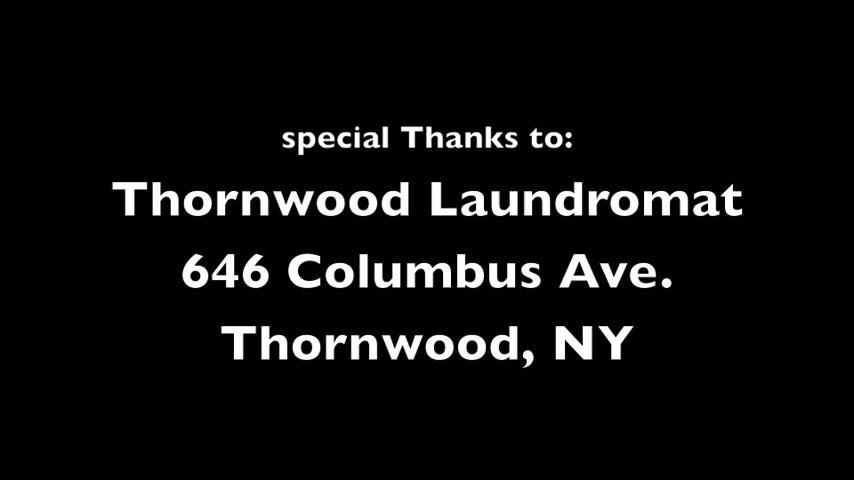 special Thanks to:
Thornwood Laundromat
646 Columbus Ave.
Thornwood, NY